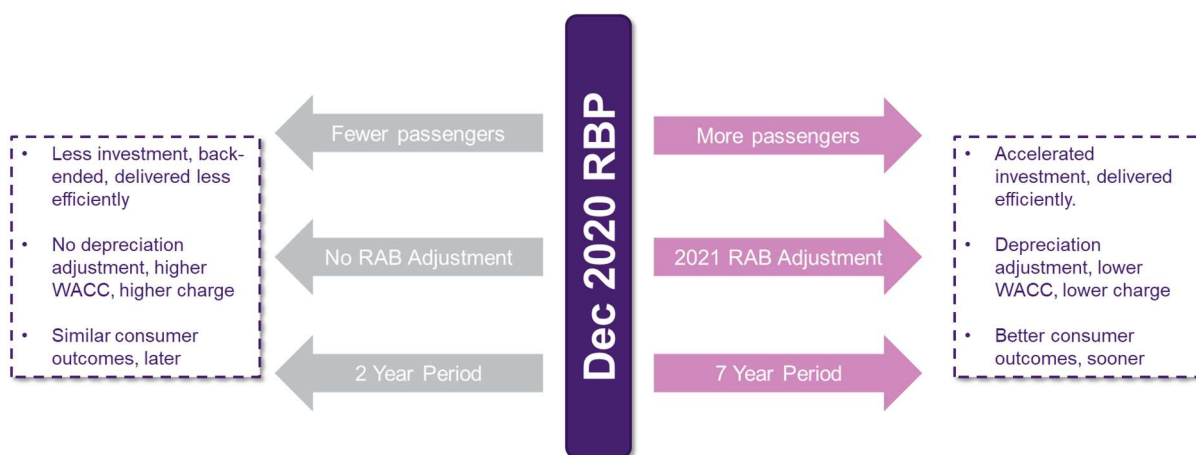 • Less investment, back-
ended, delivered less
efficiently
• No depreciation
adjustment, higher
WACC, higher charge
• Similar consumer
outcomes, later
Fewer passengers
No RAB Adjustment
2 Year Period
Dec 2020 RBP
More passengers
2021 RAB Adjustment
7 Year Period
• Accelerated
investment, delivered
efficiently.
• Depreciation
adjustment, lower
WACC, lower charge
• Better consumer
outcomes, sooner